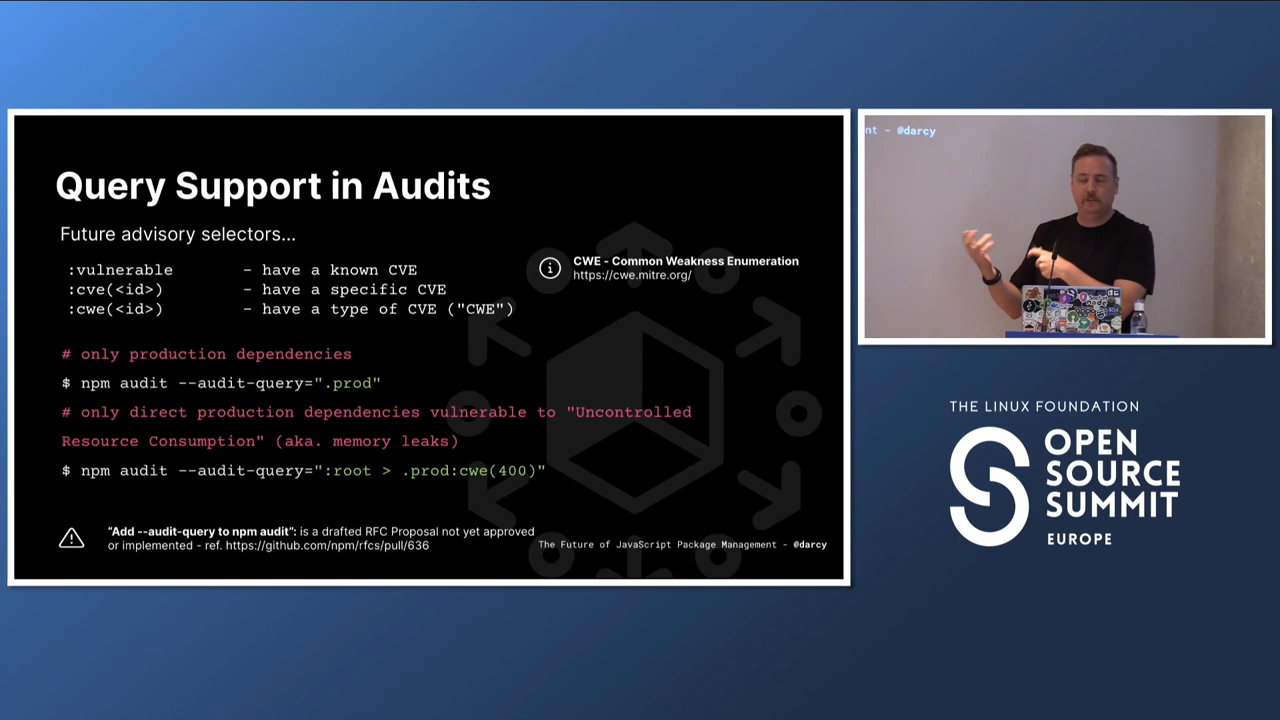 Query Support in Audits
Future advisory selectors...
:vulnerable - have a known CVE
:cve(<id>) - have a specific CVE
:cwe(<id>) - have a type of CVE ("CWE")
CWE - Common Weakness Enumeration
https://cwe.mitre.org/
# only production dependencies
$ npm audit --audit-query=".prod"
# only direct production dependencies vulnerable to "Uncontrolled
Resource Consumption" (aka. memory leaks)
$ npm audit --audit-query=":root > .prod:cwe(400)"
"Add --audit-query to npm audit": is a drafted RFC Proposal not yet approved
or implemented - ref. https://github.com/npm/rfcs/pull/636
The Future of JavaScript Package Management - @darcy
nt - @darcy
THE LINUX FOUNDATION
OPEN
SOURCE
SUMMIT
EUROPE